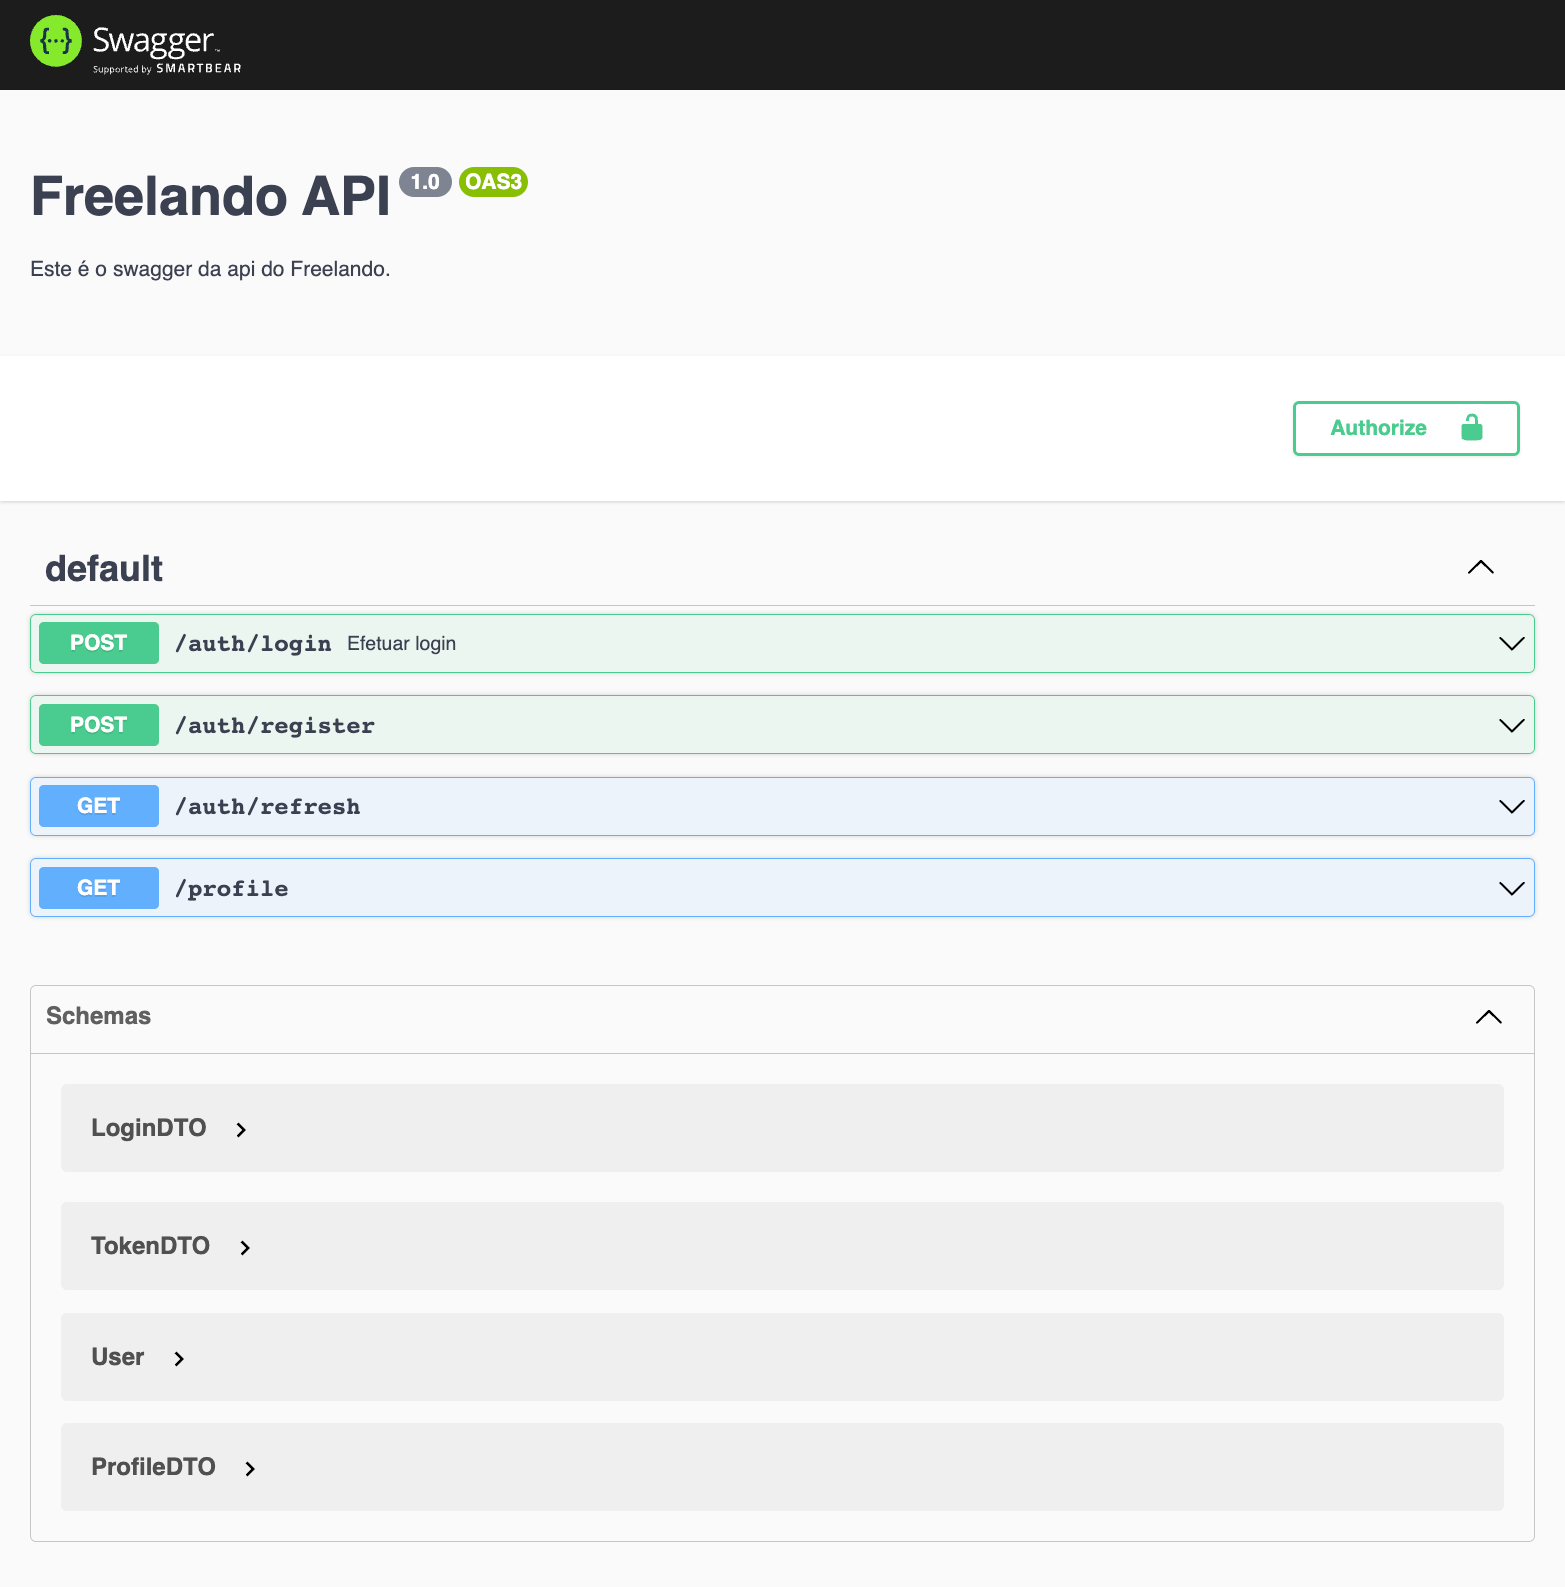 Swagger™
Supported by SMARTBEAR
Freelando API 1.0 OAS3
Este é o swagger da api do Freelando.
Authorize
default
POST /auth/login Efetuar login
POST /auth/register
GET /auth/refresh
GET /profile
Schemas
LoginDTO
TokenDTO
User
ProfileDTO